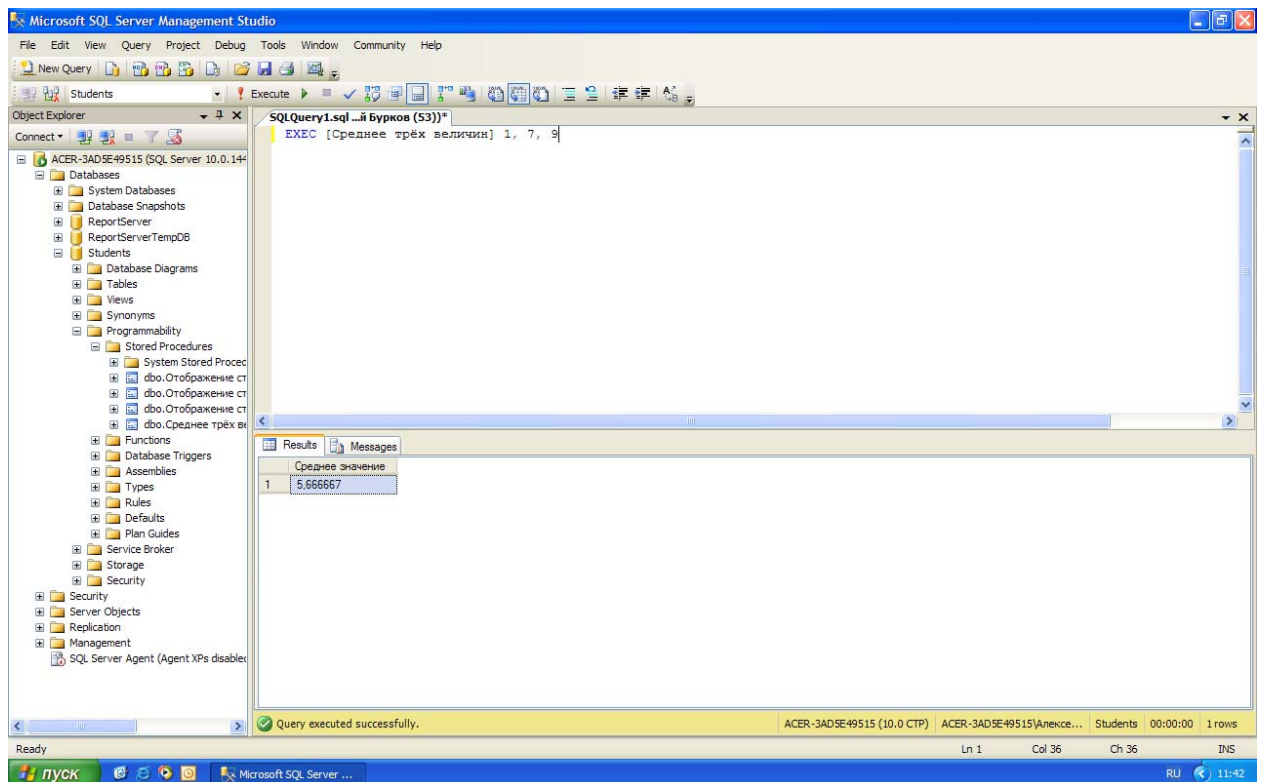 Microsoft SQL Server Management Studio
File Edit View Query Project Debug Tools Window Community Help
New Query
Students
Execute
Object Explorer
SQLQuery1.sql ...й Бурков (53))*
Connect
EXEC [Среднее трёх величин] 1, 7, 9
ACER-3AD5E49515 (SQL Server 10.0.144
Databases
System Databases
Database Snapshots
ReportServer
ReportServerTempDB
Students
Database Diagrams
Tables
Views
Synonyms
Programmability
Stored Procedures
System Stored Proced
dbo.Отображение ст
dbo.Отображение ст
dbo.Отображение ст
dbo.Среднее трёх ве
Functions
Database Triggers
Assemblies
Types
Rules
Defaults
Plan Guides
Service Broker
Storage
Security
Security
Server Objects
Replication
Management
SQL Server Agent (Agent XPs disabled
Results Messages
Среднее значение
1 5,666667
Query executed successfully.
ACER-3AD5E49515 (10.0 CTP) ACER-3AD5E49515\Алексе... Students 00:00:00 1 rows
Ready Ln 1 Col 36 Ch 36 INS
пуск Microsoft SQL Server ... RU 11:42